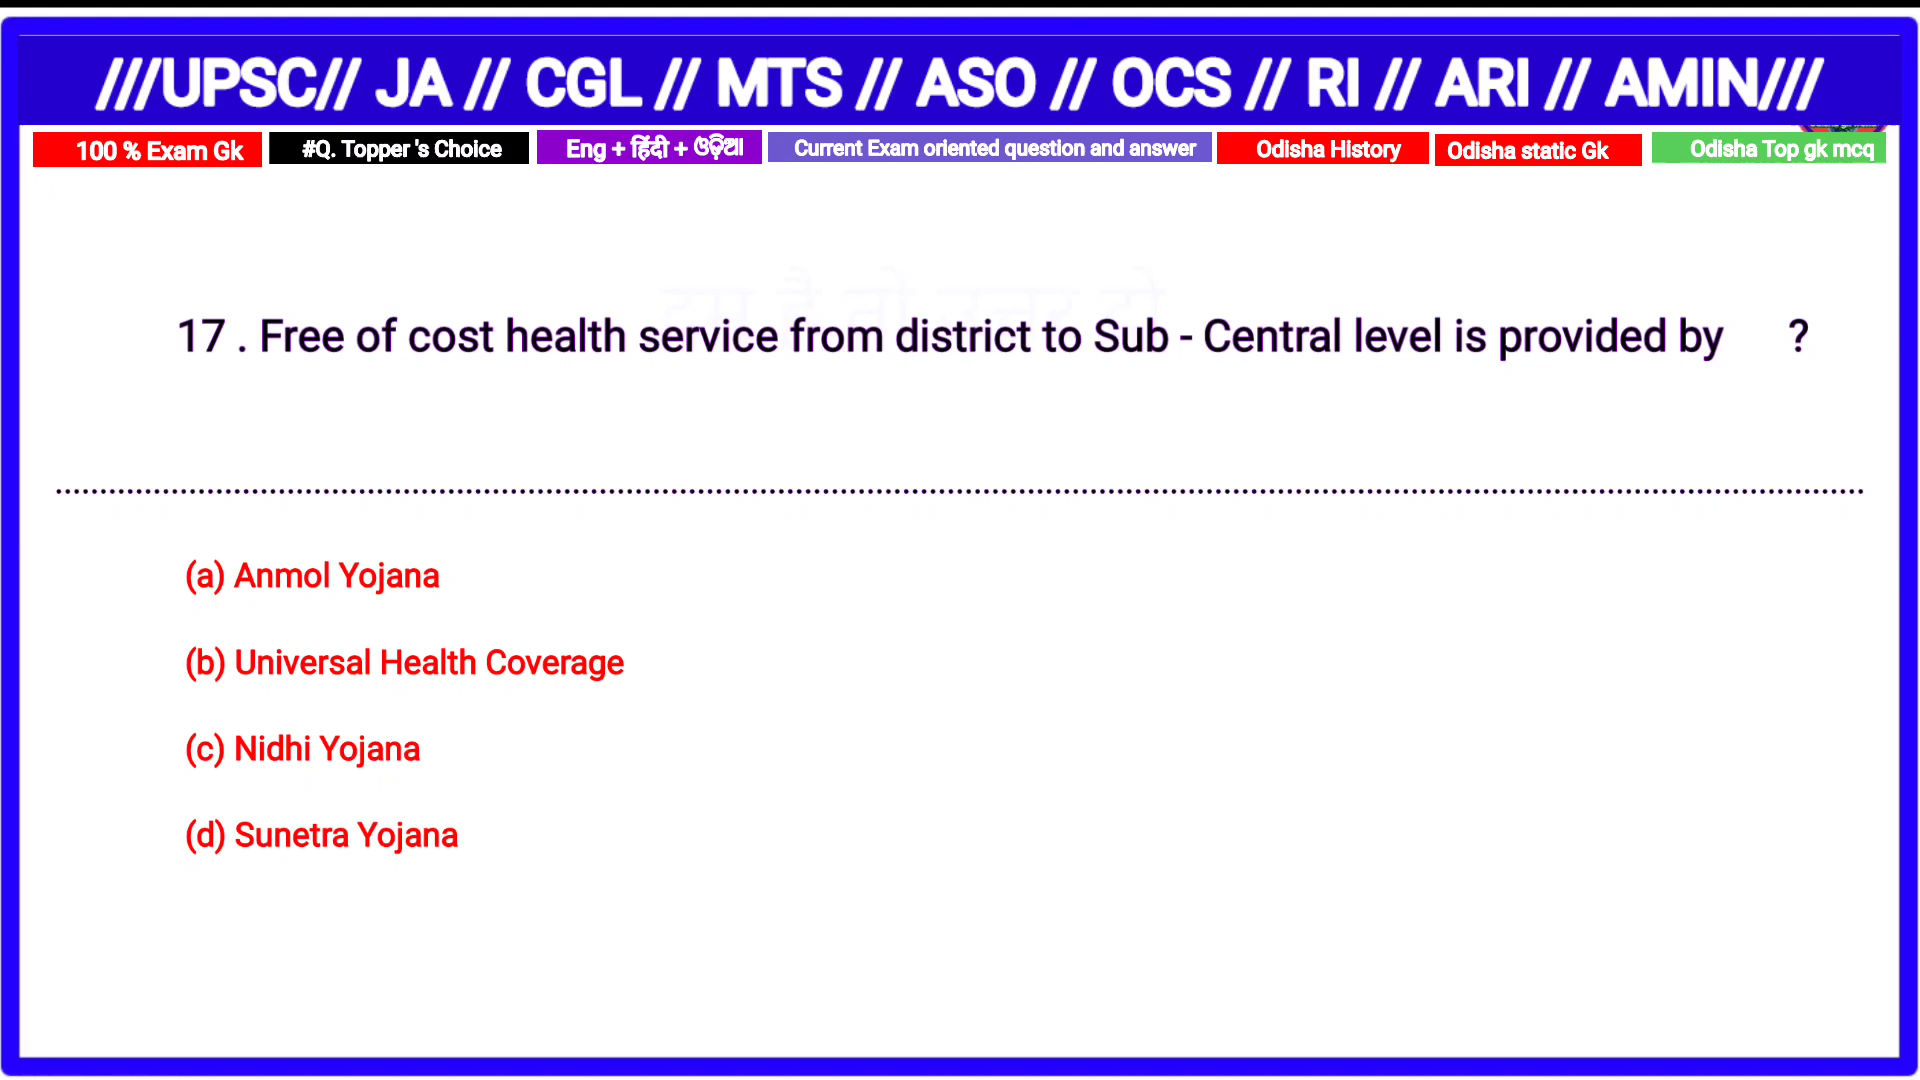 ///UPSC// JA // CGL // MTS // ASO // OCS // RI // ARI // AMIN///
100 % Exam Gk #Q. Topper 's Choice Eng + हिंदी + ଓଡ଼ିଆ Current Exam oriented question and answer Odisha History Odisha static Gk Odisha Top gk mcq
17 . Free of cost health service from district to Sub - Central level is provided by ?
(a) Anmol Yojana
(b) Universal Health Coverage
(c) Nidhi Yojana
(d) Sunetra Yojana